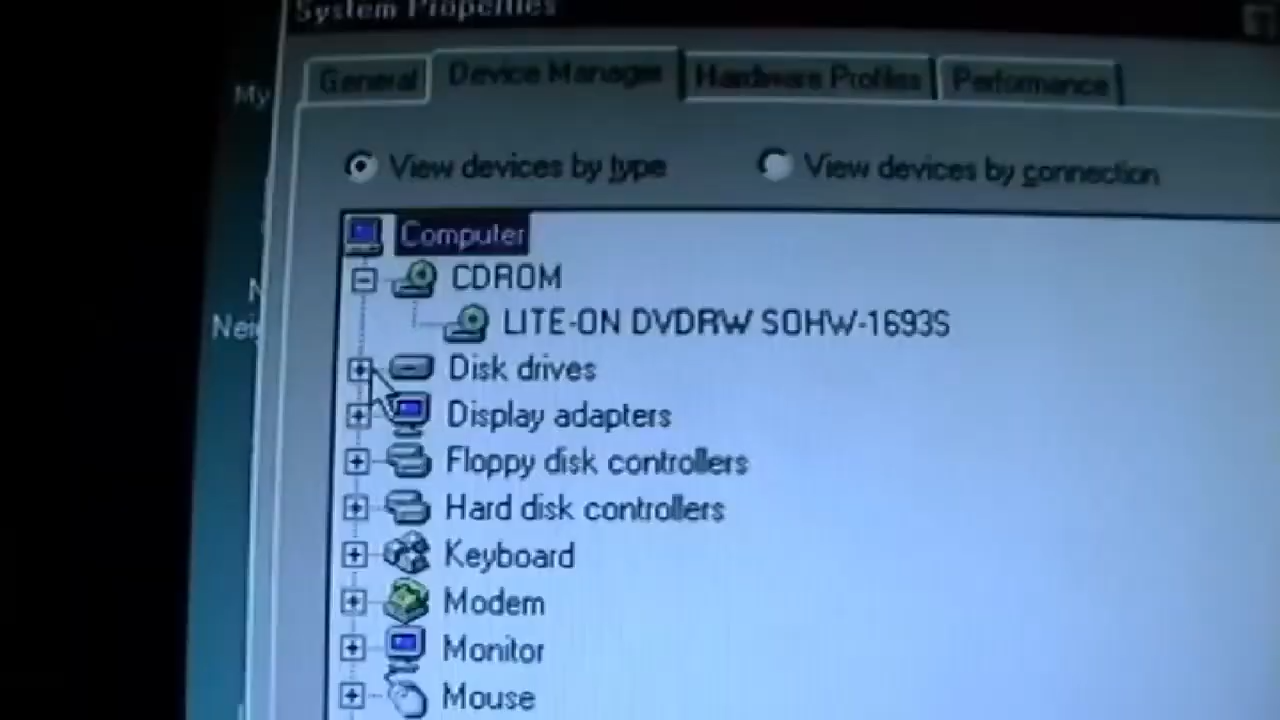 System Properties
General Device Manager Hardware Profiles Performance
View devices by type View devices by connection
My
Computer
CDROM
LITE-ON DVDRW SOHW-1693S
Disk drives
Display adapters
Floppy disk controllers
Hard disk controllers
Keyboard
Modem
Monitor
Mouse